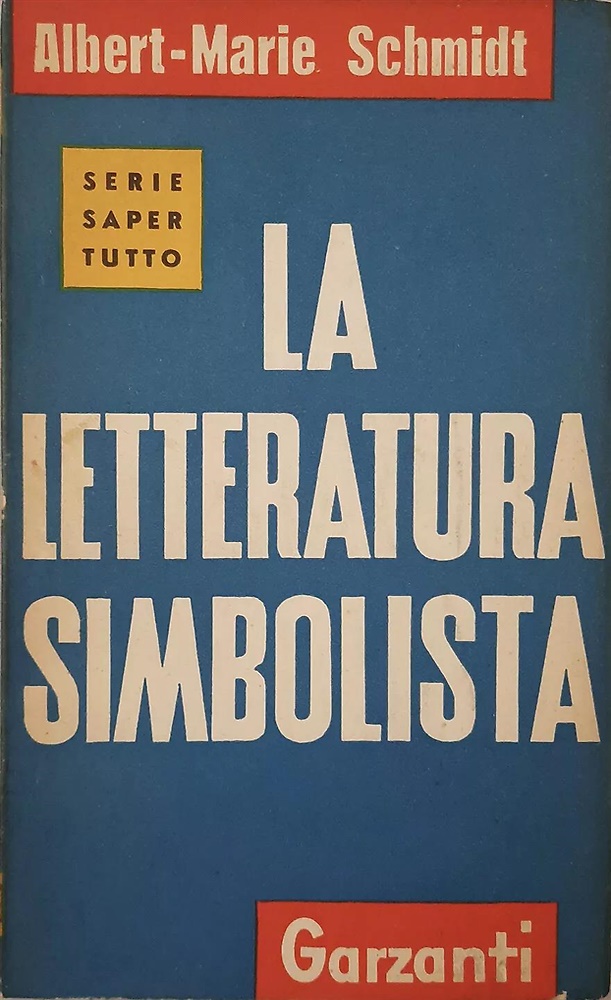 Albert-Marie Schmidt
SERIE
SAPER
TUTTO
LA
LETTERATURA
SIMBOLISTA
Garzanti